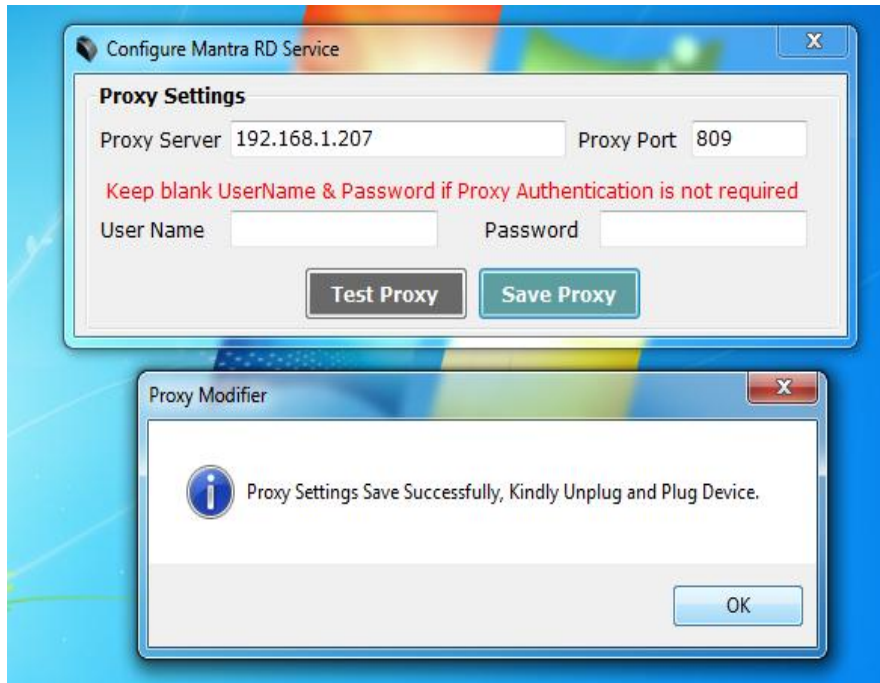 Configure Mantra RD Service
Proxy Settings
Proxy Server 192.168.1.207 Proxy Port 809
Keep blank UserName & Password if Proxy Authentication is not required
User Name Password
Test Proxy Save Proxy
Proxy Modifier
Proxy Settings Save Successfully, Kindly Unplug and Plug Device.
OK